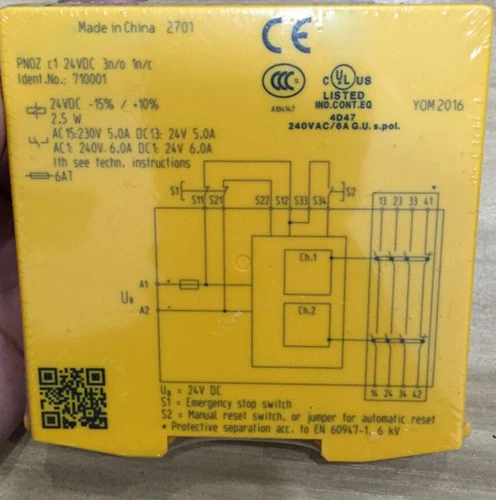 Made in China 2701
CE
PNOZ c1 24VDC 3n/o 1n/c
Ident.No.: 710001
CCC
UL
C US
LISTED
IND.CONT.EQ
4D47
240VAC/6A G.U. s.pol.
YOM 2016
24VDC -15% / +10%
2.5 W
AC15:230V 5.0A DC13: 24V 5.0A
AC1: 240V 6.0A DC1: 24V 6.0A
Ith see techn. instructions
6AT
S1
S11 S21 S22 S12 S33 S34
S2
13 23 33 41
Ch.1
A1
UB
A2
Ch.2
14 24 34 42
UB = 24V DC
S1 = Emergency stop switch
S2 = Manual reset switch, or jumper for automatic reset
* Protective separation acc. to EN 60947-1, 6 kV